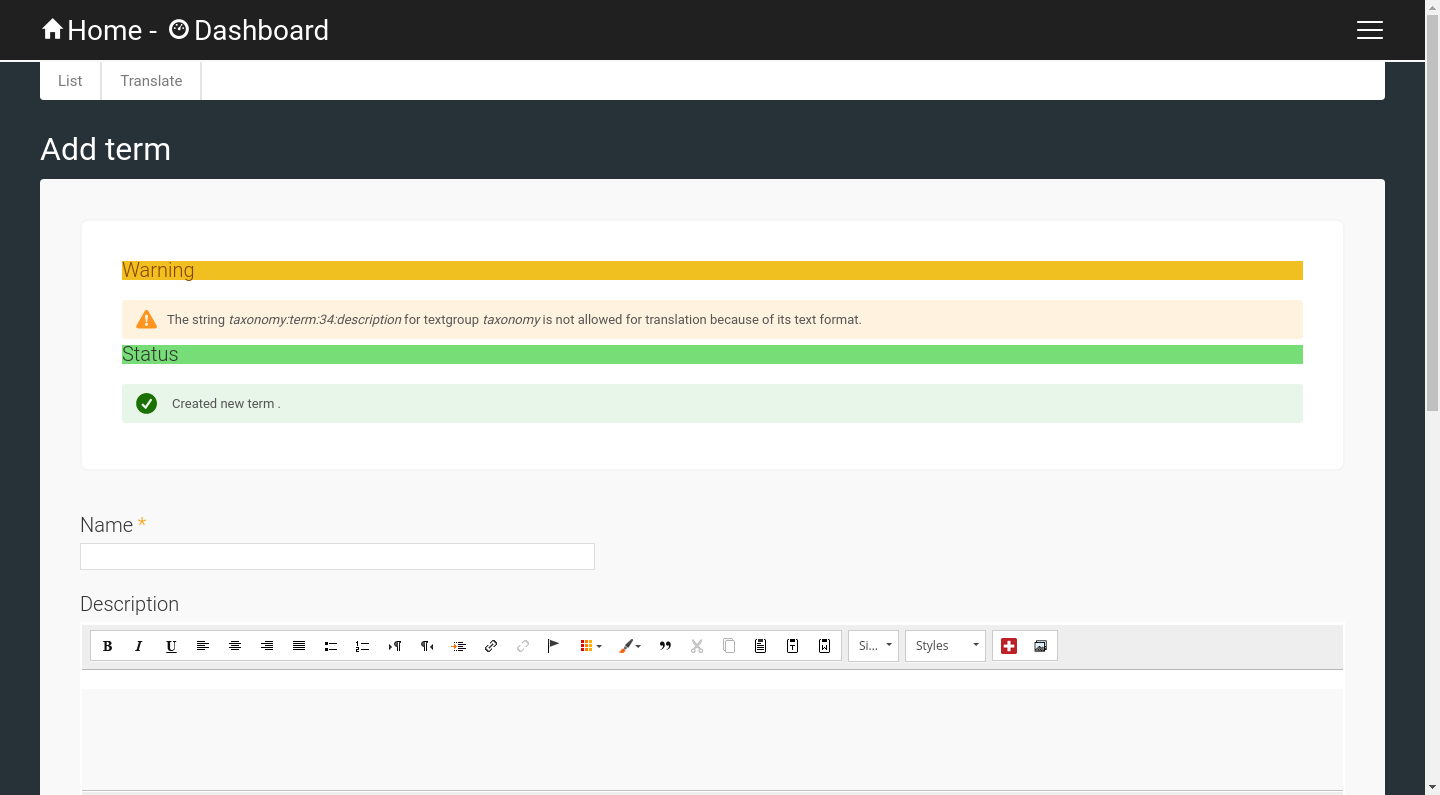 Home - Dashboard
List Translate
Add term
Warning
The string taxonomy:term:34:description for textgroup taxonomy is not allowed for translation because of its text format.
Status
Created new term .
Name *
Description
B I U Si... Styles